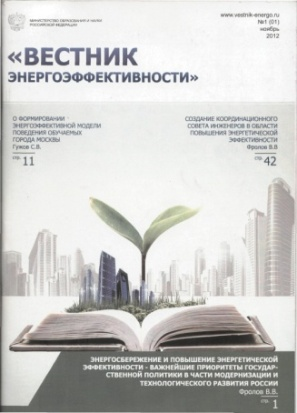 МИНИСТЕРСТВО ОБРАЗОВАНИЯ И НАУКИ
РОССИЙСКОЙ ФЕДЕРАЦИИ
www.vestnik-energo.ru
№1 (01)
ноябрь
2012
«ВЕСТНИК
ЭНЕРГОЭФФЕКТИВНОСТИ»
О ФОРМИРОВАНИИ
ЭНЕРГОЭФФЕКТИВНОЙ МОДЕЛИ
ПОВЕДЕНИЯ ОБУЧАЕМЫХ
ГОРОДА МОСКВЫ
Гужов С.В.
стр. 11
СОЗДАНИЕ КООРДИНАЦИОННОГО
СОВЕТА ИНЖЕНЕРОВ В ОБЛАСТИ
ПОВЫШЕНИЯ ЭНЕРГЕТИЧЕСКОЙ
ЭФФЕКТИВНОСТИ
Фролов В.В
стр. 42
ЭНЕРГОСБЕРЕЖЕНИЕ И ПОВЫШЕНИЕ ЭНЕРГЕТИЧЕСКОЙ
ЭФФЕКТИВНОСТИ - ВАЖНЕЙШИЕ ПРИОРИТЕТЫ ГОСУДАР-
СТВЕННОЙ ПОЛИТИКИ В ЧАСТИ МОДЕРНИЗАЦИИ И
ТЕХНОЛОГИЧЕСКОГО РАЗВИТИЯ РОССИИ
Фролов В.В.
стр. 1